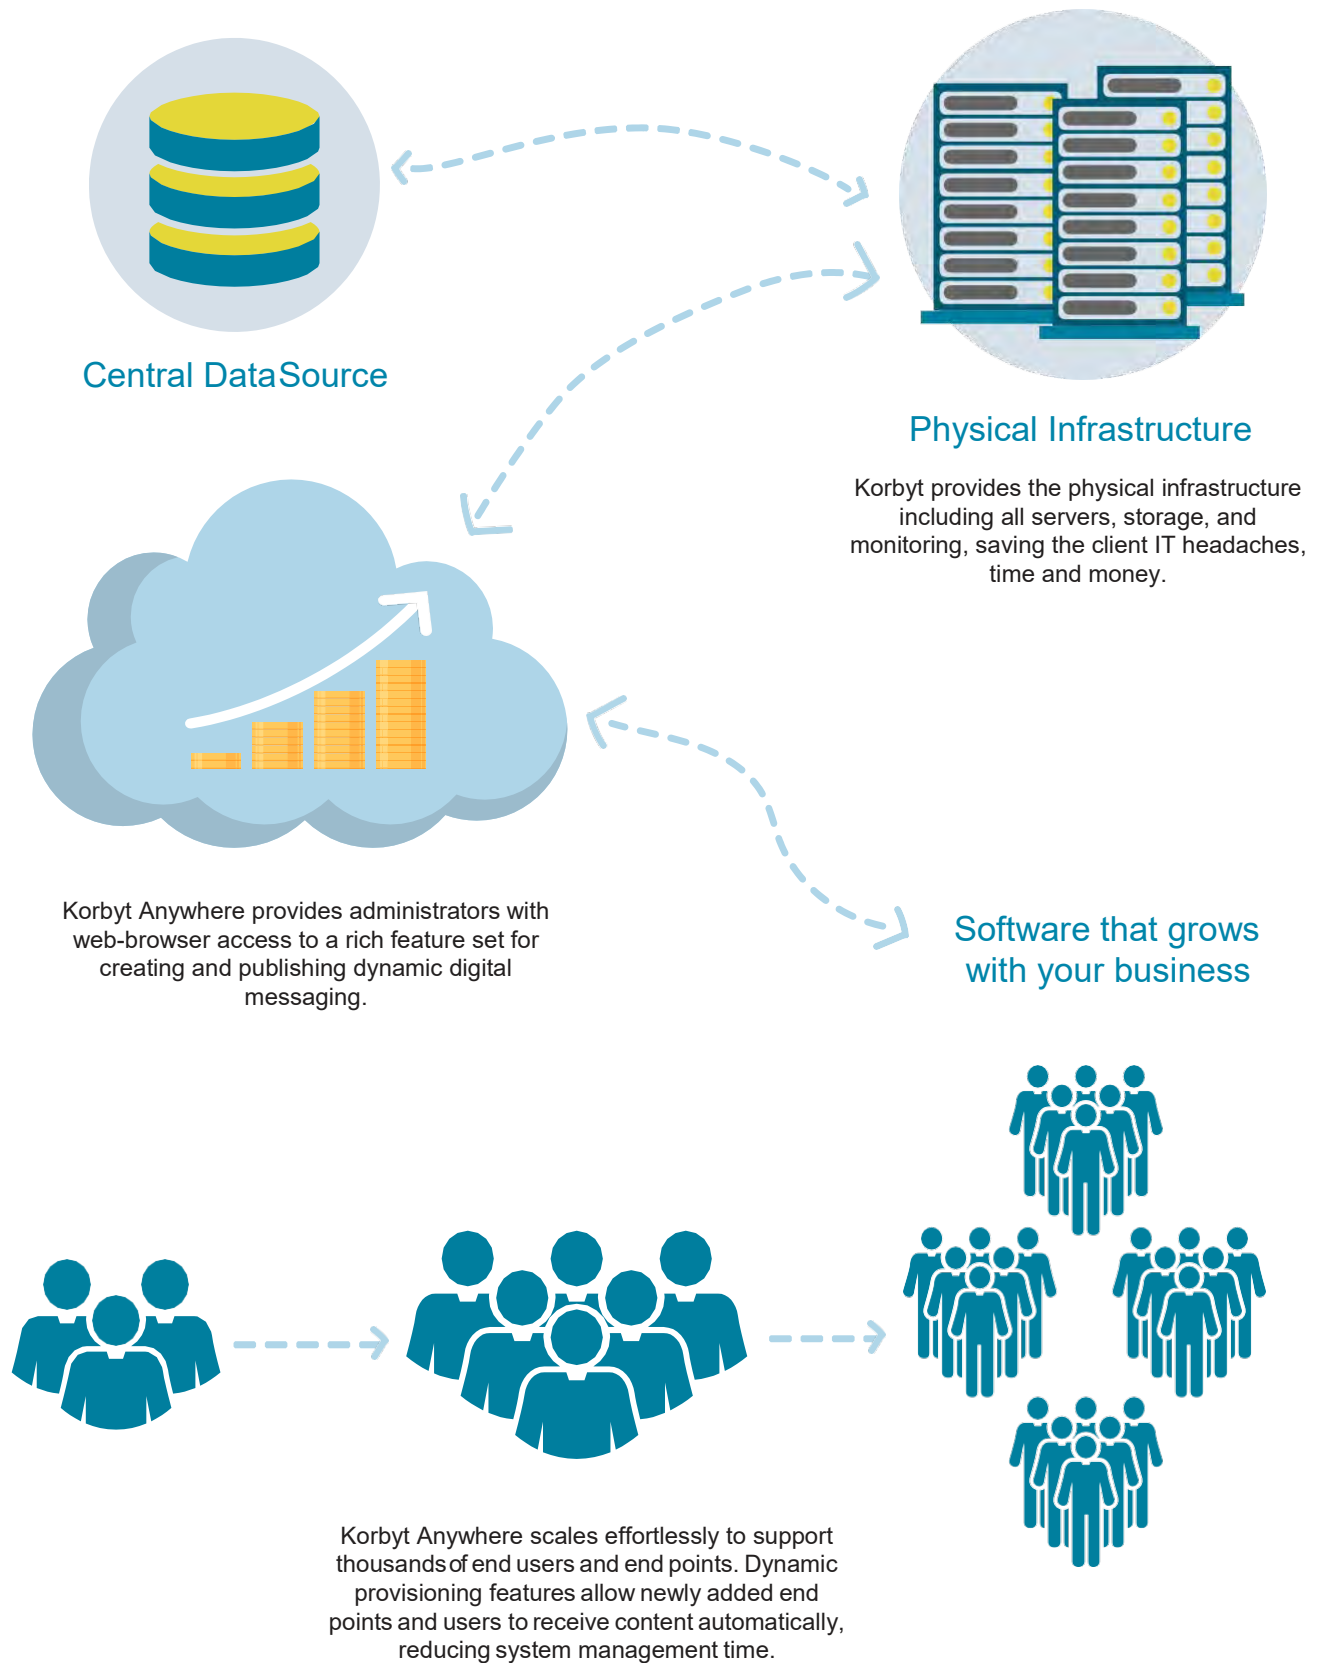 Central DataSource
Physical Infrastructure
Korbyt provides the physical infrastructure
including all servers, storage, and
monitoring, saving the client IT headaches,
time and money.
Korbyt Anywhere provides administrators with
web-browser access to a rich feature set for
creating and publishing dynamic digital
messaging.
Software that grows
with your business
Korbyt Anywhere scales effortlessly to support
thousands of end users and end points. Dynamic
provisioning features allow newly added end
points and users to receive content automatically,
reducing system management time.